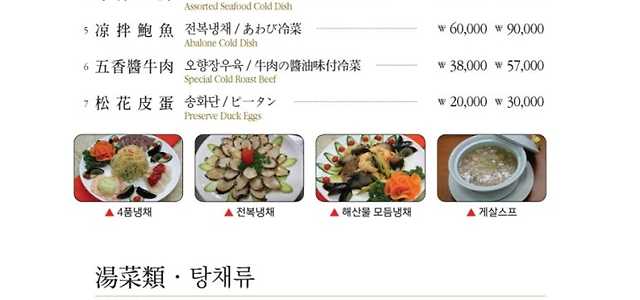 Assorted Seafood Cold Dish
5 凉拌鮑魚 전복냉채 / あわび冷菜 ₩ 60,000 ₩ 90,000
Abalone Cold Dish
6 五香醬牛肉 오향장우육 / 牛肉の醬油味付冷菜 ₩ 38,000 ₩ 57,000
Special Cold Roast Beef
7 松花皮蛋 송화단 / ピータン ₩ 20,000 ₩ 30,000
Preserve Duck Eggs
▲ 4품냉채 ▲ 전복냉채 ▲ 해산물 모듬냉채 ▲ 게살스프
湯菜類 · 탕채류